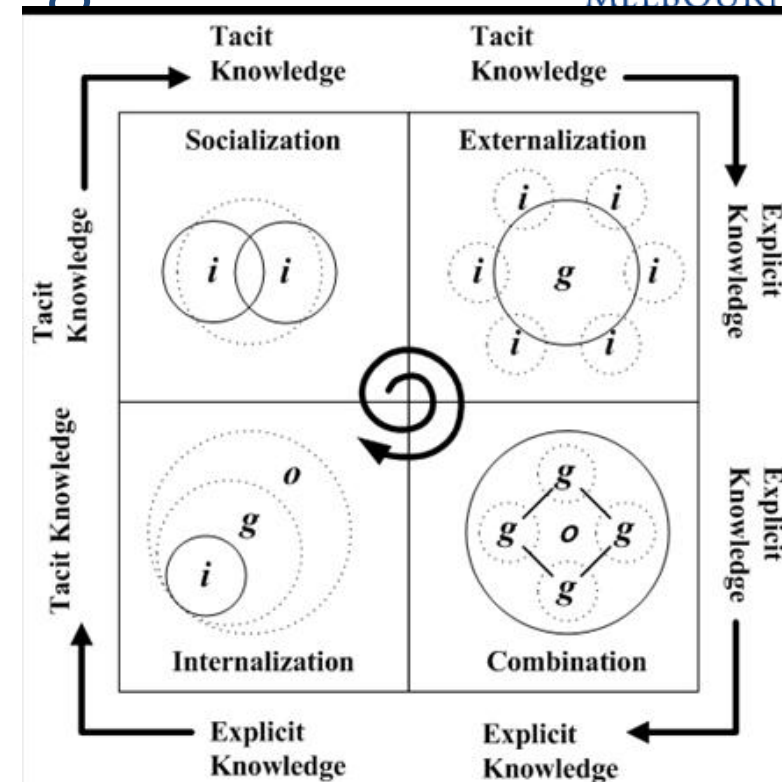 Tacit
Knowledge
Tacit
Knowledge
Socialization
Externalization
i
i
i
i
i
g
i
i
i
Tacit
Knowledge
Explicit
Knowledge
o
g
i
g
g
o
g
g
Tacit Knowledge
Explicit
Knowledge
Internalization
Combination
Explicit
Knowledge
Explicit
Knowledge